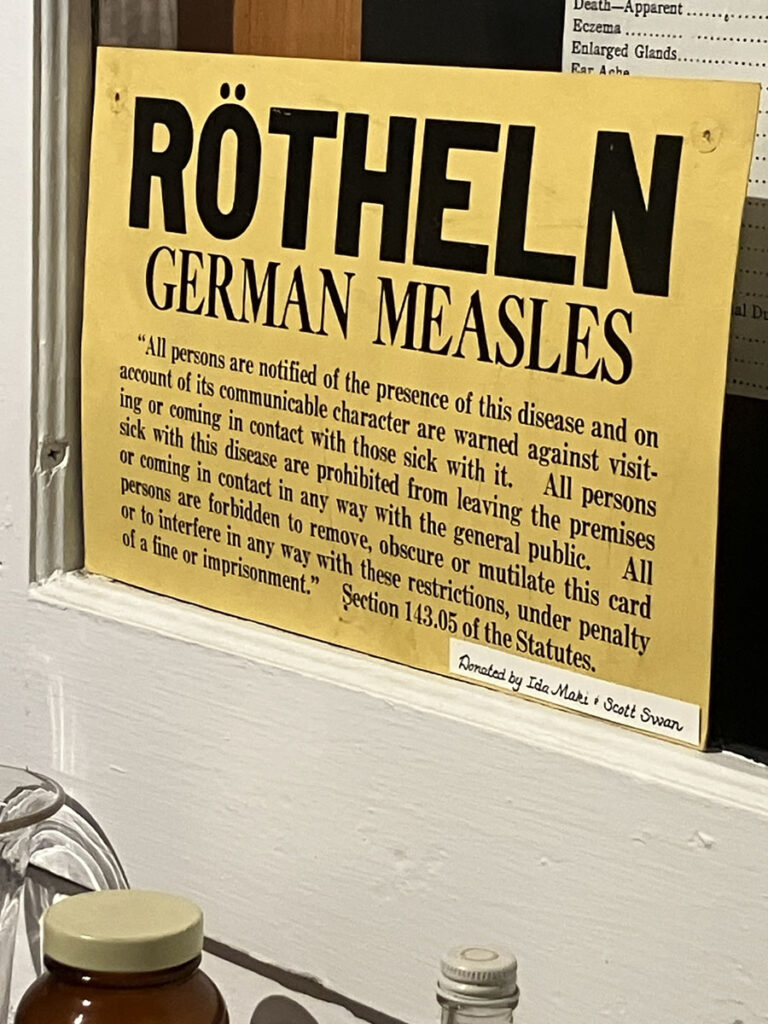 Death—Apparent
Eczema
Enlarged Glands
Ear Ache
RÖTHELN
GERMAN MEASLES
"All persons are notified of the presence of this disease and on
account of its communicable character are warned against visit-
ing or coming in contact with those sick with it. All persons
sick with this disease are prohibited from leaving the premises
or coming in contact in any way with the general public. All
persons are forbidden to remove, obscure or mutilate this card
or to interfere in any way with these restrictions, under penalty
of a fine or imprisonment." Section 143.05 of the Statutes.
Donated by Ida Maki & Scott Swan